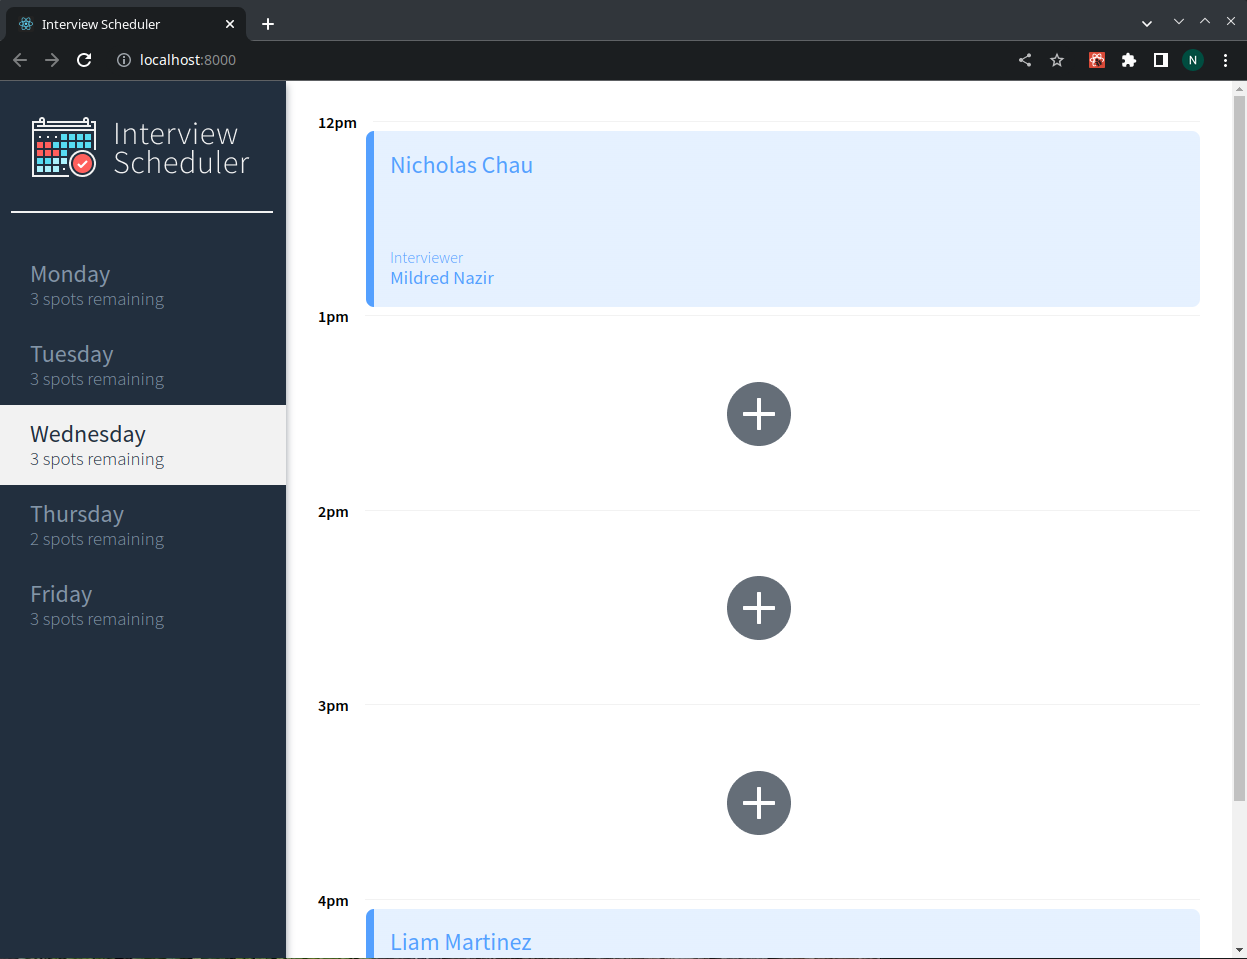 Interview Scheduler
localhost:8000
N
Interview
Scheduler
Monday
3 spots remaining
Tuesday
3 spots remaining
Wednesday
3 spots remaining
Thursday
2 spots remaining
Friday
3 spots remaining
12pm
Nicholas Chau
Interviewer
Mildred Nazir
1pm
2pm
3pm
4pm
Liam Martinez